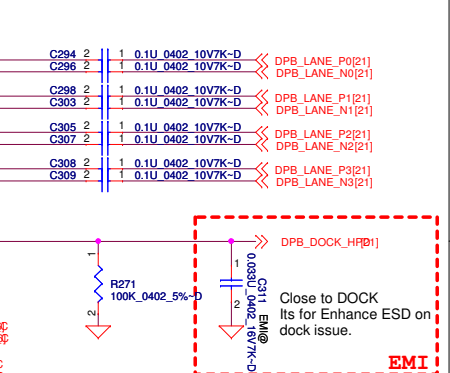 C294 2 1 0.1U_0402_10V7K~D DPB_LANE_P0[21]
C296 2 1 0.1U_0402_10V7K~D DPB_LANE_N0[21]
C298 2 1 0.1U_0402_10V7K~D DPB_LANE_P1[21]
C303 2 1 0.1U_0402_10V7K~D DPB_LANE_N1[21]
C305 2 1 0.1U_0402_10V7K~D DPB_LANE_P2[21]
C307 2 1 0.1U_0402_10V7K~D DPB_LANE_N2[21]
C308 2 1 0.1U_0402_10V7K~D DPB_LANE_P3[21]
C309 2 1 0.1U_0402_10V7K~D DPB_LANE_N3[21]
DPB_DOCK_HPD[21]
1
R271
100K_0402_5%~D
2
1
C311
EMI@
0.033U_0402_16V7K~D
2
Close to DOCK
Its for Enhance ESD on
dock issue.
EMI